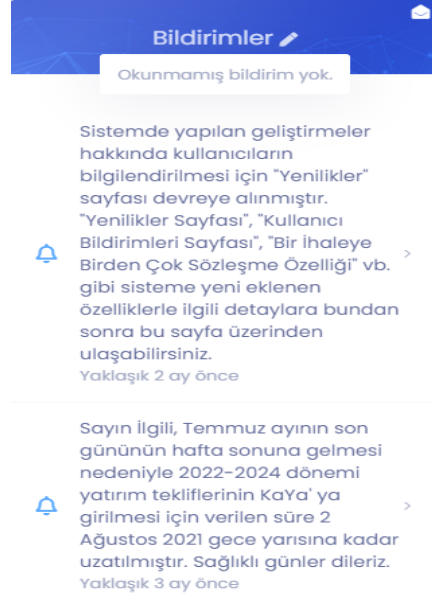 Bildirimler
Okunmamış bildirim yok.
Sistemde yapılan geliştirmeler
hakkında kullanıcıların
bilgilendirilmesi için "Yenilikler"
sayfası devreye alınmıştır.
"Yenilikler Sayfası", "Kullanıcı
Bildirimleri Sayfası", "Bir İhaleye
Birden Çok Sözleşme Özelliği" vb.
gibi sisteme yeni eklenen
özelliklerle ilgili detaylara bundan
sonra bu sayfa üzerinden
ulaşabilirsiniz.
Yaklaşık 2 ay önce
Sayın İlgili, Temmuz ayının son
gününün hafta sonuna gelmesi
nedeniyle 2022-2024 dönemi
yatırım tekliflerinin KaYa' ya
girilmesi için verilen süre 2
Ağustos 2021 gece yarısına kadar
uzatılmıştır. Sağlıklı günler dileriz.
Yaklaşık 3 ay önce